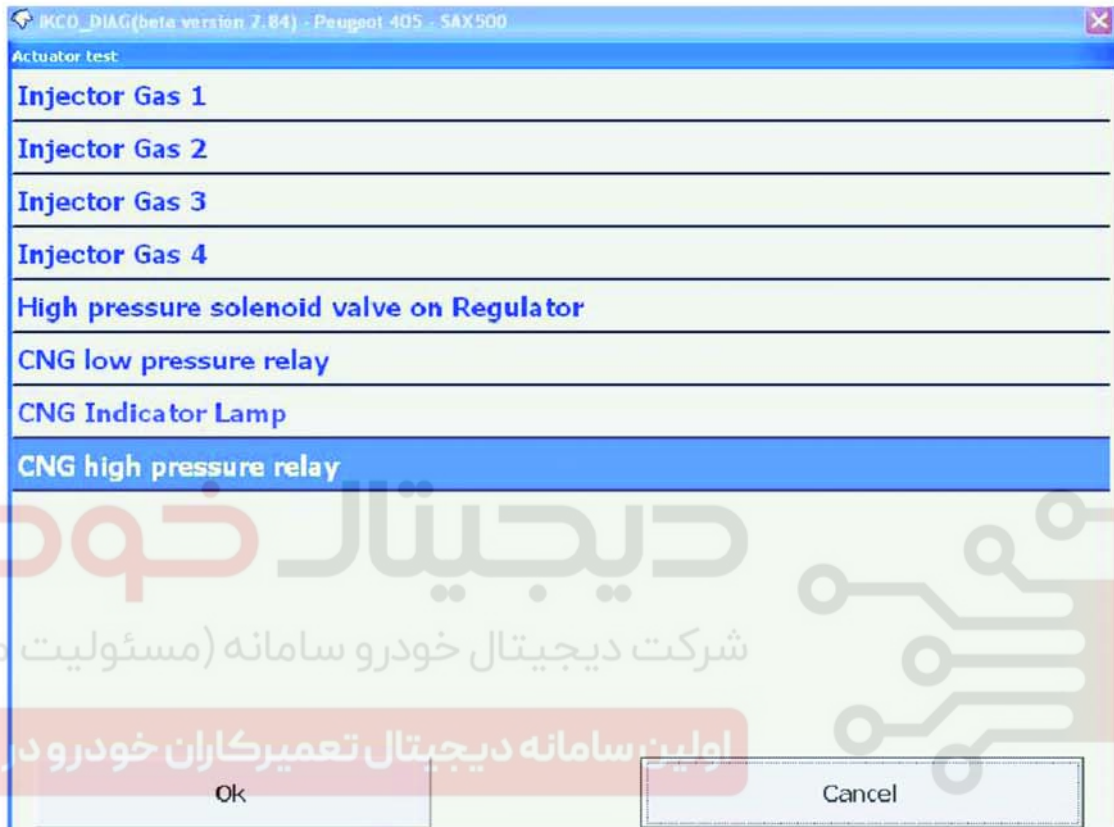 IKCO_DIAG(beta version 7.84) - Peugeot 405 - SAX500
Actuator test
Injector Gas 1
Injector Gas 2
Injector Gas 3
Injector Gas 4
High pressure solenoid valve on Regulator
CNG low pressure relay
CNG Indicator Lamp
CNG high pressure relay
دیجیتال
شرکت دیجیتال خودرو سامانه (مسئولیت
اولین سامانه دیجیتال تعمیرکاران خودرو در
Ok
Cancel